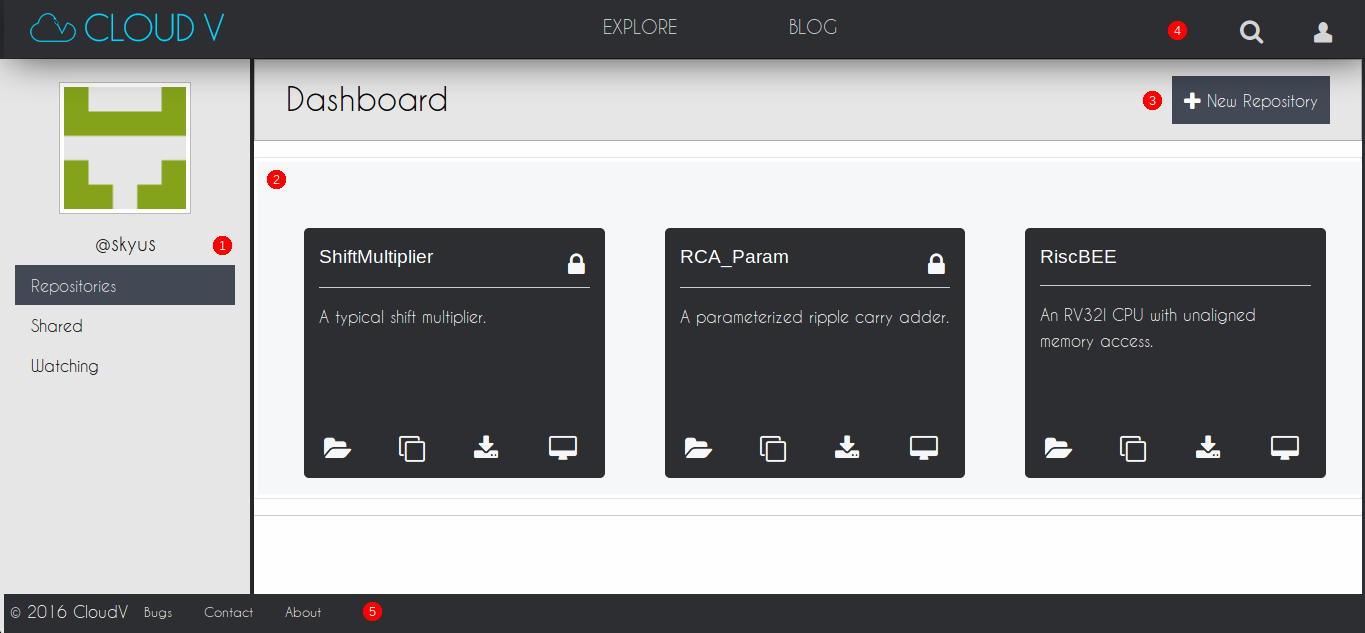 CLOUD V
EXPLORE
BLOG
4
Dashboard
3
New Repository
2
@skyus
1
Repositories
Shared
Watching
ShiftMultiplier
A typical shift multiplier.
RCA_Param
A parameterized ripple carry adder.
RiscBEE
An RV32I CPU with unaligned
memory access.
© 2016 CloudV Bugs Contact About 5